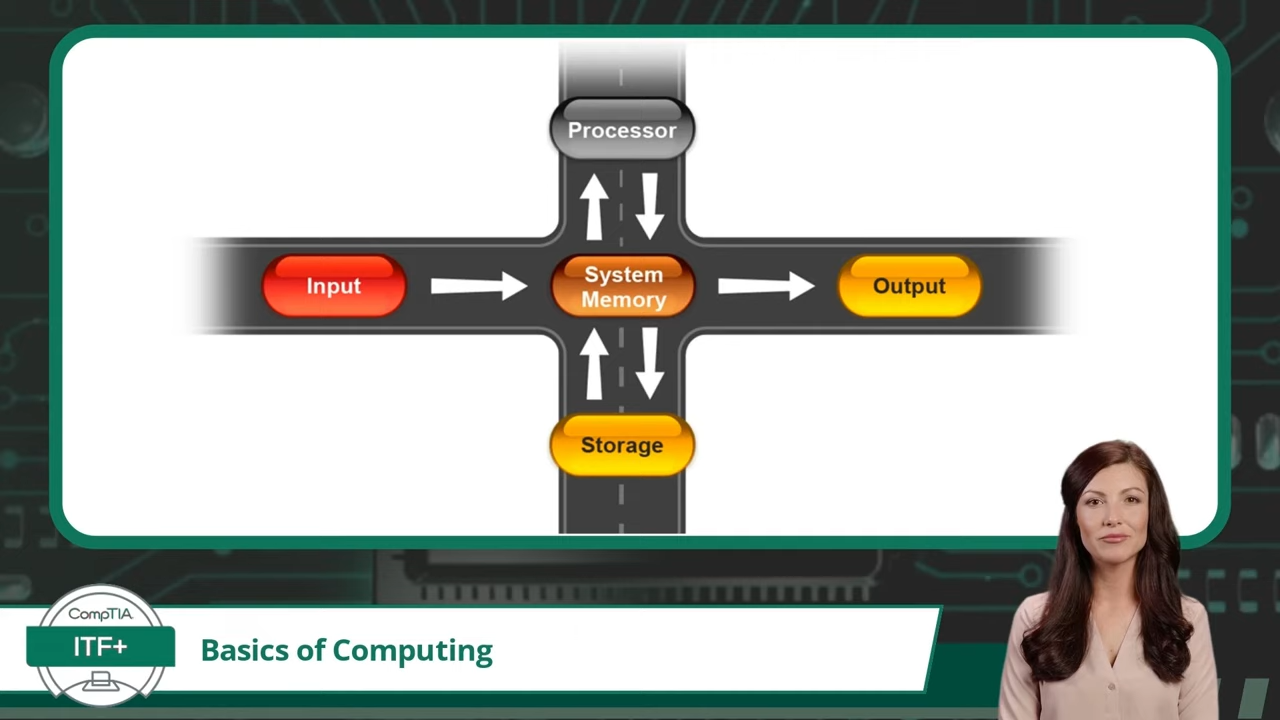 Processor
Input
System
Memory
Output
Storage
CompTIA.
ITF+
Basics of Computing